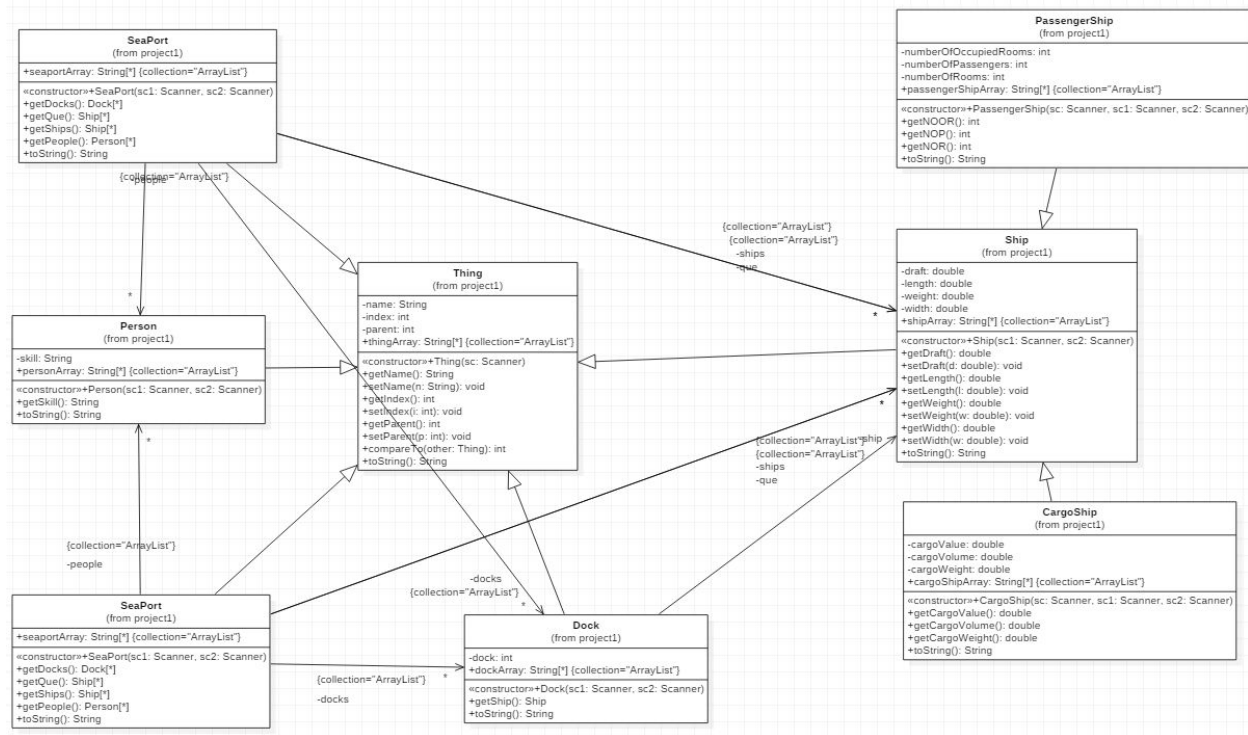 SeaPort
(from project1)
+seaportArray: String[*] {collection="ArrayList"}
«constructor»+SeaPort(sc1: Scanner, sc2: Scanner)
+getDocks(): Dock[*]
+getQue(): Ship[*]
+getShips(): Ship[*]
+getPeople(): Person[*]
+toString(): String
PassengerShip
(from project1)
-numberOfOccupiedRooms: int
-numberOfPassengers: int
-numberOfRooms: int
+passengerShipArray: String[*] {collection="ArrayList"}
«constructor»+PassengerShip(sc: Scanner, sc1: Scanner, sc2: Scanner)
+getNOOR(): int
+getNOP(): int
+getNOR(): int
+toString(): String
{collection="ArrayList"}
-people
*
{collection="ArrayList"}
{collection="ArrayList"}
-ships
-que
*
Thing
(from project1)
-name: String
-index: int
-parent: int
+thingArray: String[*] {collection="ArrayList"}
«constructor»+Thing(sc: Scanner)
+getName(): String
+setName(n: String): void
+getIndex(): int
+setIndex(i: int): void
+getParent(): int
+setParent(p: int): void
+compareTo(other: Thing): int
+toString(): String
Ship
(from project1)
-draft: double
-length: double
-weight: double
-width: double
+shipArray: String[*] {collection="ArrayList"}
«constructor»+Ship(sc1: Scanner, sc2: Scanner)
+getDraft(): double
+setDraft(d: double): void
+getLength(): double
+setLength(l: double): void
+getWeight(): double
+setWeight(w: double): void
+getWidth(): double
+setWidth(w: double): void
+toString(): String
Person
(from project1)
-skill: String
+personArray: String[*] {collection="ArrayList"}
«constructor»+Person(sc1: Scanner, sc2: Scanner)
+getSkill(): String
+toString(): String
*
*
{collection="ArrayList"}
-ship
{collection="ArrayList"}
-ships
-que
{collection="ArrayList"}
-people
-docks
{collection="ArrayList"}
*
CargoShip
(from project1)
-cargoValue: double
-cargoVolume: double
-cargoWeight: double
+cargoShipArray: String[*] {collection="ArrayList"}
«constructor»+CargoShip(sc: Scanner, sc1: Scanner, sc2: Scanner)
+getCargoValue(): double
+getCargoVolume(): double
+getCargoWeight(): double
+toString(): String
SeaPort
(from project1)
+seaportArray: String[*] {collection="ArrayList"}
«constructor»+SeaPort(sc1: Scanner, sc2: Scanner)
+getDocks(): Dock[*]
+getQue(): Ship[*]
+getShips(): Ship[*]
+getPeople(): Person[*]
+toString(): String
{collection="ArrayList"}
*
-docks
Dock
(from project1)
-dock: int
+dockArray: String[*] {collection="ArrayList"}
«constructor»+Dock(sc1: Scanner, sc2: Scanner)
+getShip(): Ship
+toString(): String